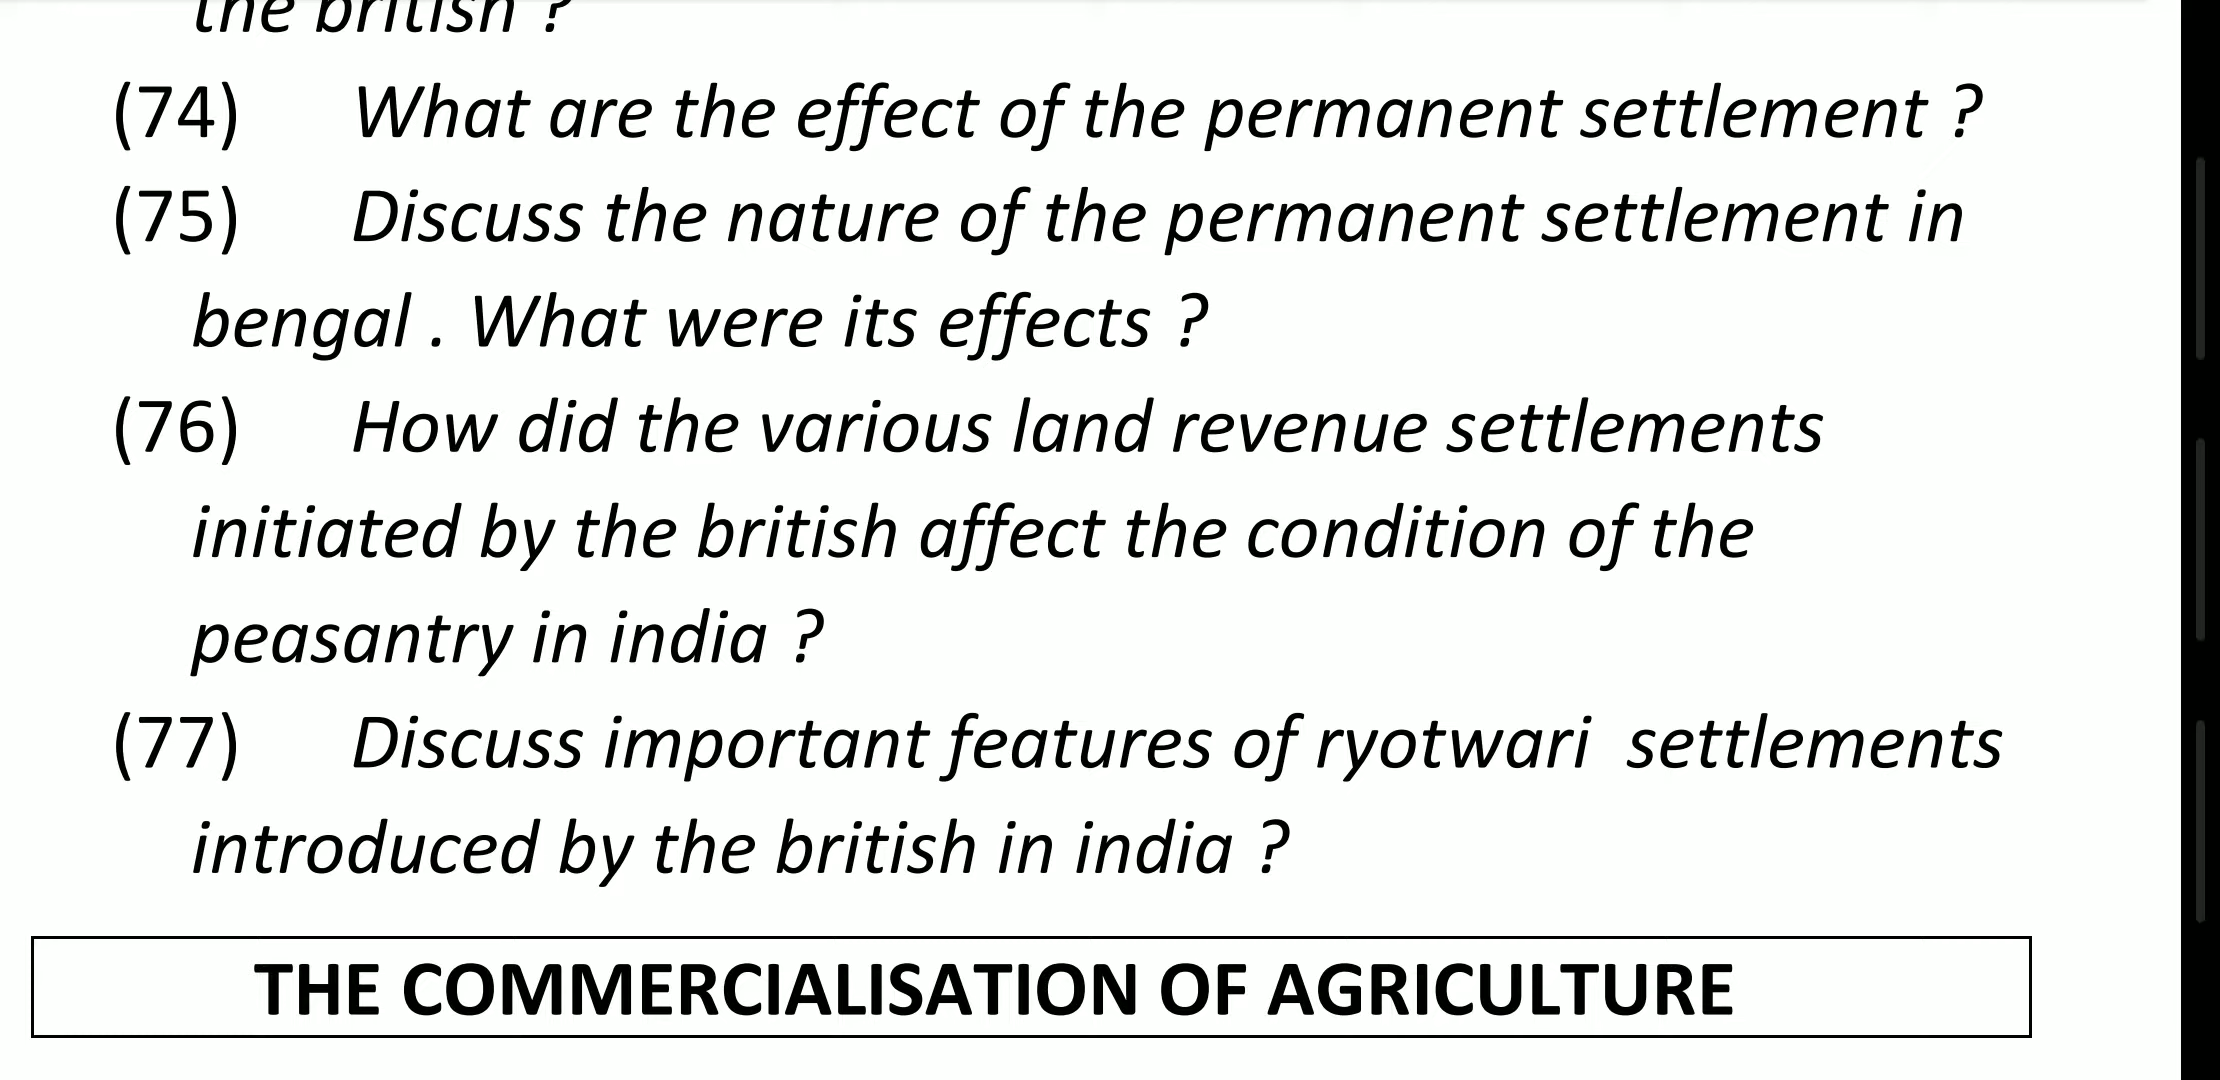 the british ?
(74) What are the effect of the permanent settlement ?
(75) Discuss the nature of the permanent settlement in
bengal . What were its effects ?
(76) How did the various land revenue settlements
initiated by the british affect the condition of the
peasantry in india ?
(77) Discuss important features of ryotwari  settlements
introduced by the british in india ?
THE COMMERCIALISATION OF AGRICULTURE